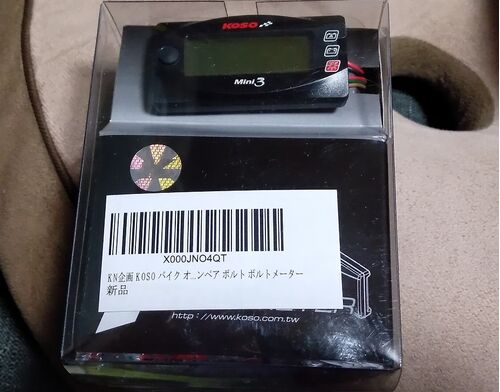 KOSO
Mini 3
X000JNO4QT
KN企画 KOSO バイク オ...ンペア ボルト ボルトメーター
新品
http://www.koso.com.tw